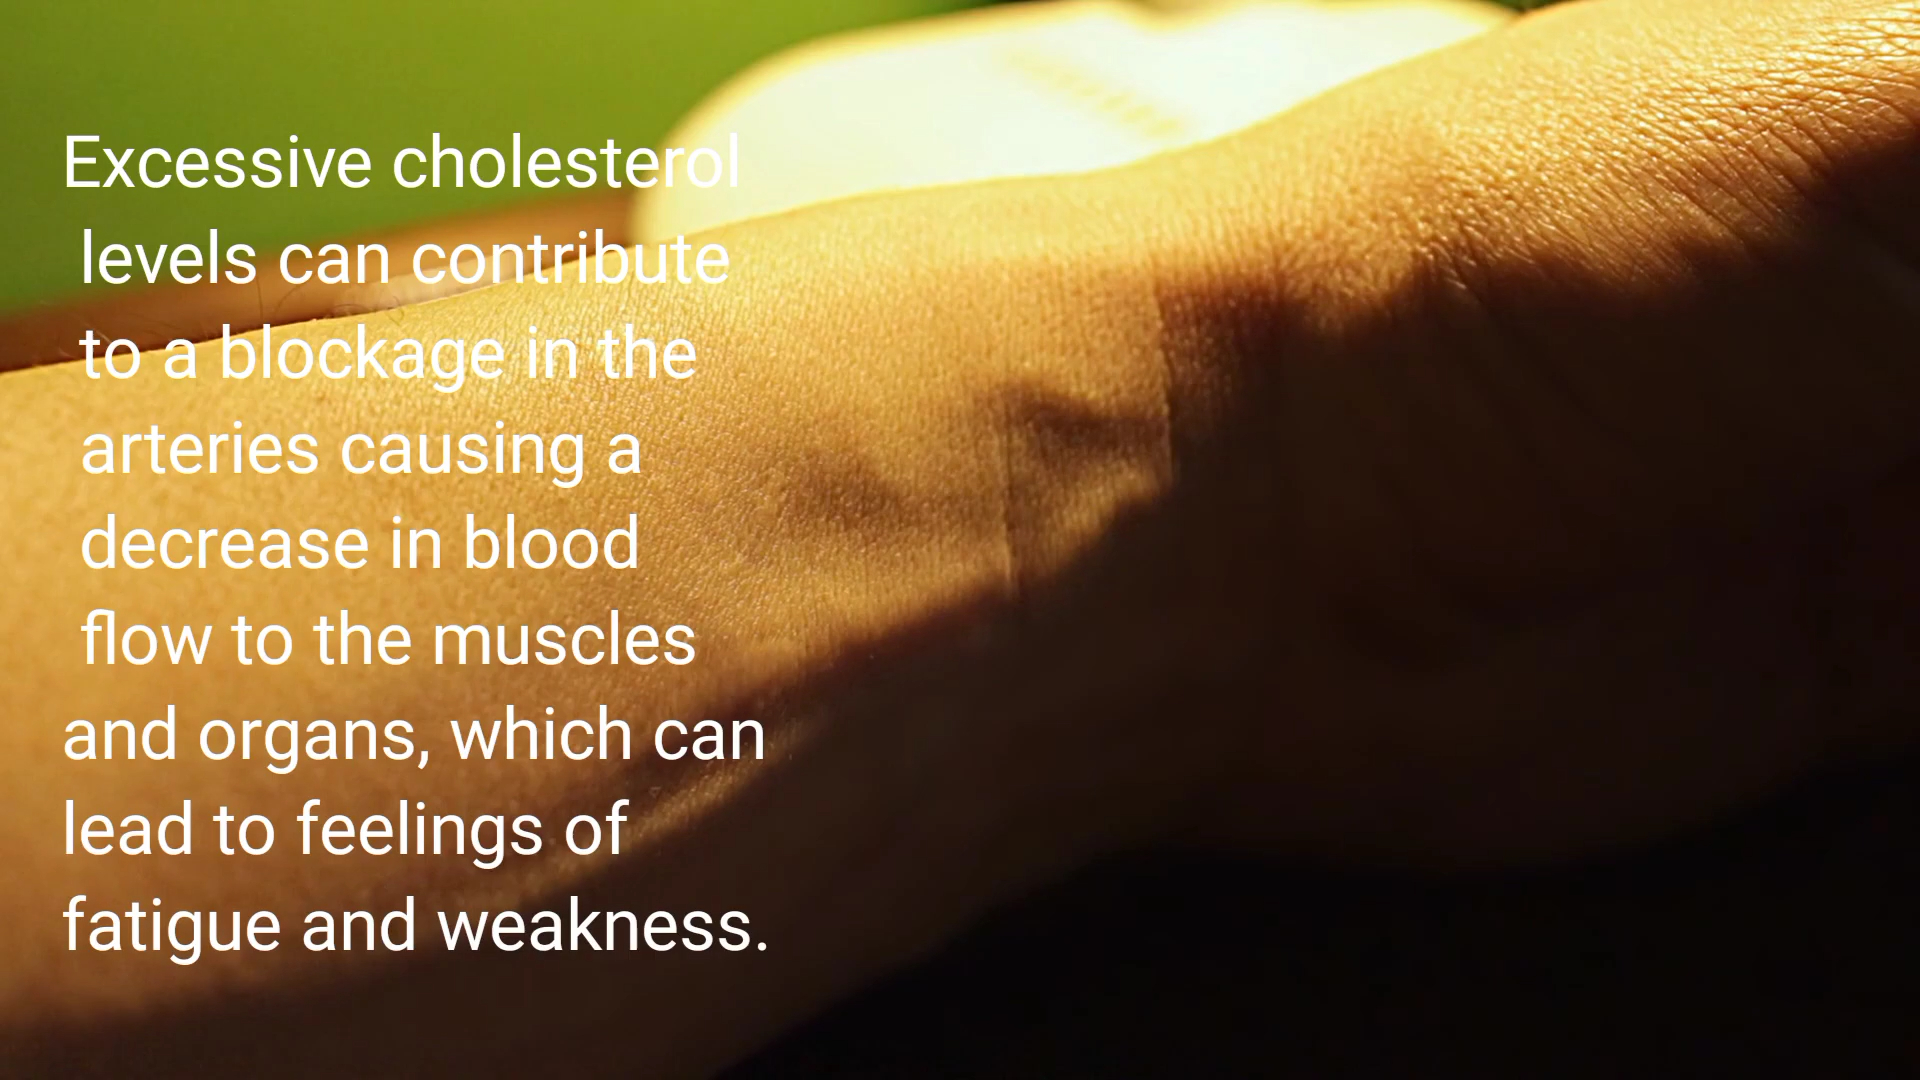 Excessive cholesterol
levels can contribute
to a blockage in the
arteries causing a
decrease in blood
flow to the muscles
and organs, which can
lead to feelings of
fatigue and weakness.